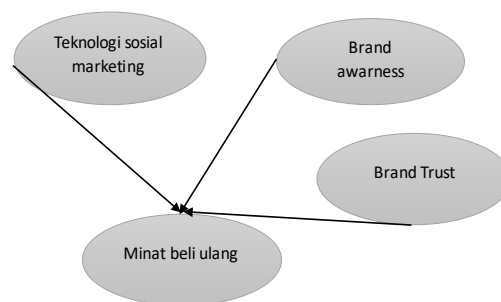 Teknologi sosial
marketing
Brand
awarness
Brand Trust
Minat beli ulang